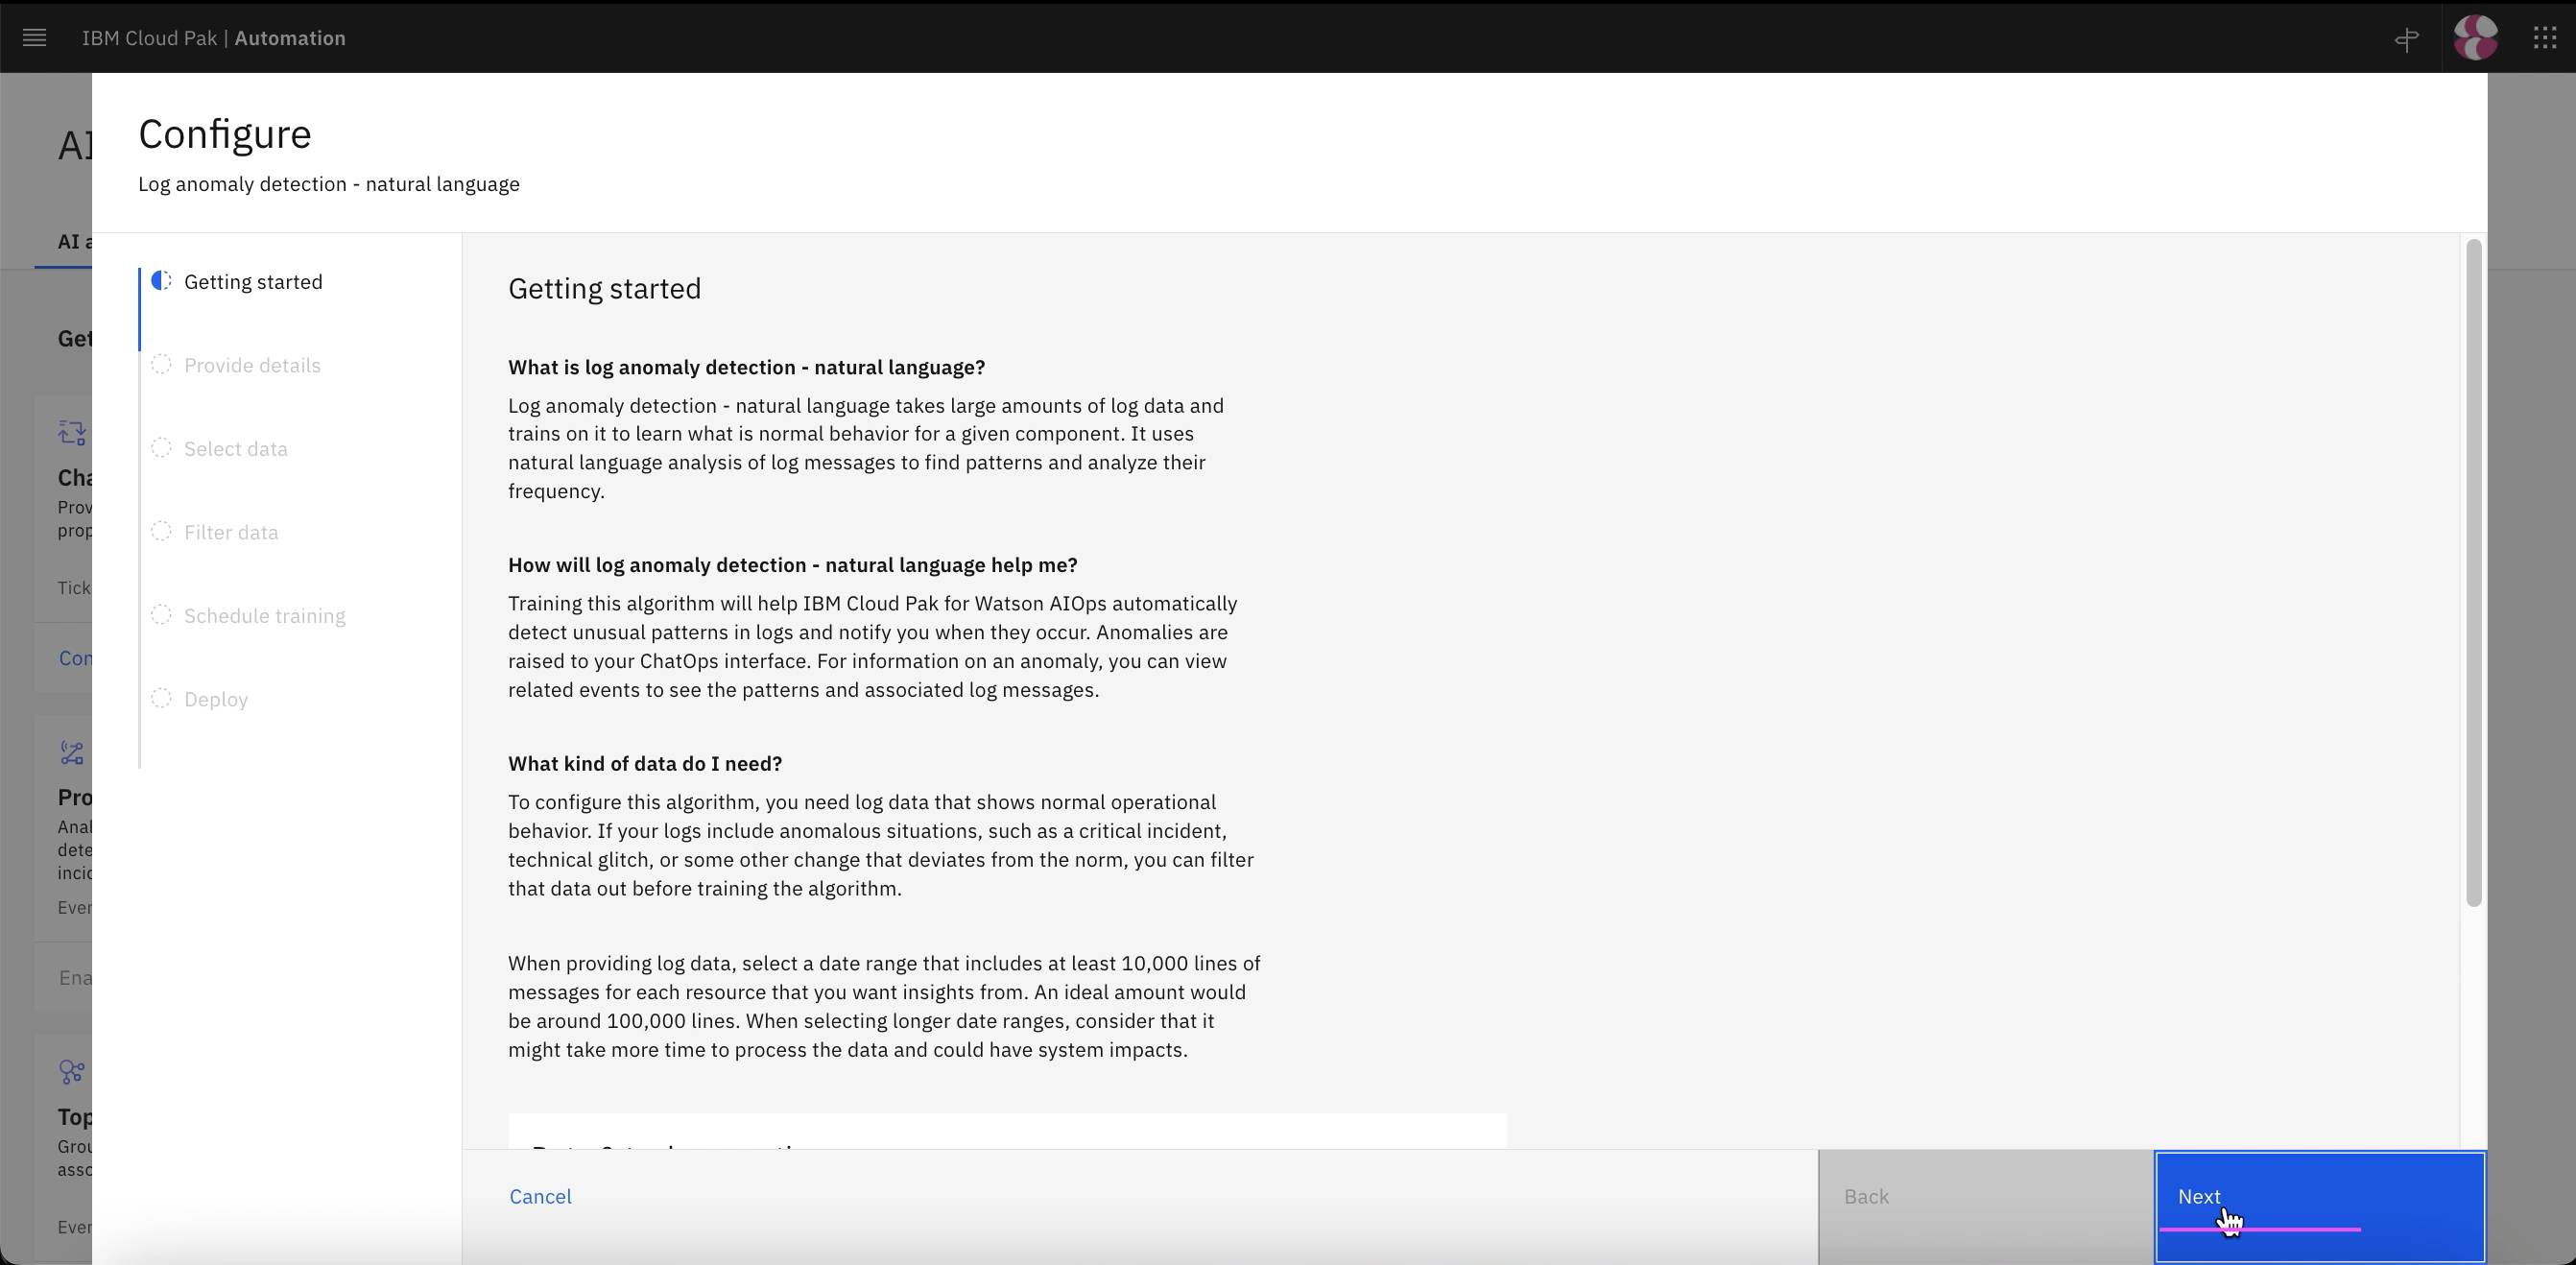 IBM Cloud Pak | Automation
AI
Configure
Log anomaly detection - natural language
AI a
Get
Cha
Prov
prop
Tick
Con
Pro
Anal
dete
incid
Even
Ena
Top
Grou
asso
Even
Getting started
Provide details
Select data
Filter data
Schedule training
Deploy
Getting started
What is log anomaly detection - natural language?
Log anomaly detection - natural language takes large amounts of log data and
trains on it to learn what is normal behavior for a given component. It uses
natural language analysis of log messages to find patterns and analyze their
frequency.
How will log anomaly detection - natural language help me?
Training this algorithm will help IBM Cloud Pak for Watson AIOps automatically
detect unusual patterns in logs and notify you when they occur. Anomalies are
raised to your ChatOps interface. For information on an anomaly, you can view
related events to see the patterns and associated log messages.
What kind of data do I need?
To configure this algorithm, you need log data that shows normal operational
behavior. If your logs include anomalous situations, such as a critical incident,
technical glitch, or some other change that deviates from the norm, you can filter
that data out before training the algorithm.
When providing log data, select a date range that includes at least 10,000 lines of
messages for each resource that you want insights from. An ideal amount would
be around 100,000 lines. When selecting longer date ranges, consider that it
might take more time to process the data and could have system impacts.
Cancel
Back
Next